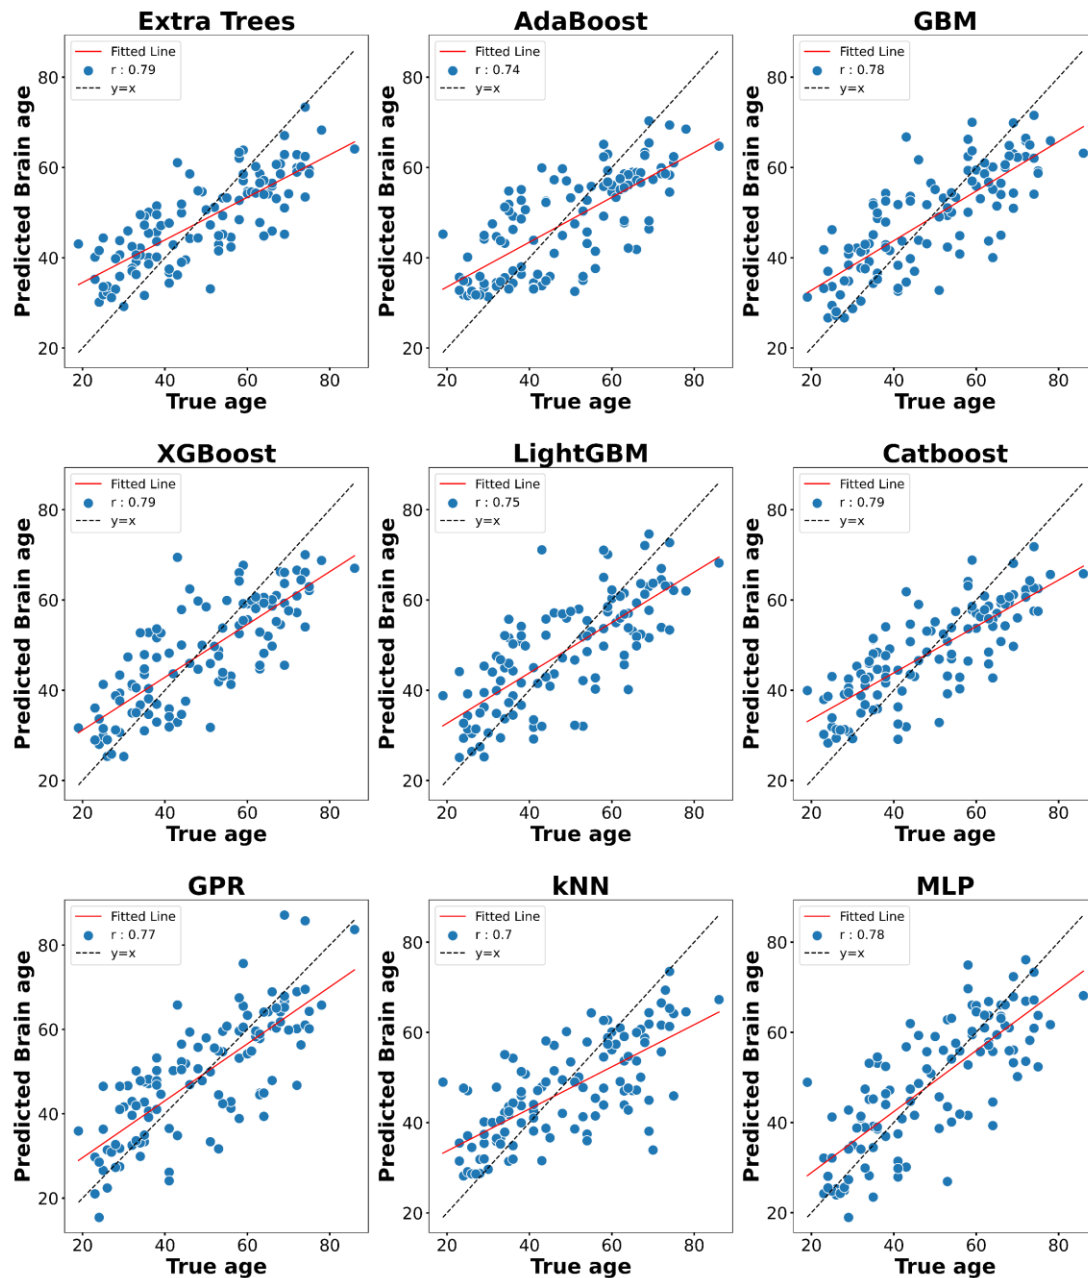 Extra Trees
Fitted Line
r : 0.79
y=x
Predicted Brain age
80
60
40
20
20 40 60 80
True age
AdaBoost
Fitted Line
r : 0.74
y=x
Predicted Brain age
80
60
40
20
20 40 60 80
True age
GBM
Fitted Line
r : 0.78
y=x
Predicted Brain age
80
60
40
20
20 40 60 80
True age
XGBoost
Fitted Line
r : 0.79
y=x
Predicted Brain age
80
60
40
20
20 40 60 80
True age
LightGBM
Fitted Line
r : 0.75
y=x
Predicted Brain age
80
60
40
20
20 40 60 80
True age
Catboost
Fitted Line
r : 0.79
y=x
Predicted Brain age
80
60
40
20
20 40 60 80
True age
GPR
Fitted Line
r : 0.77
y=x
Predicted Brain age
80
60
40
20
20 40 60 80
True age
kNN
Fitted Line
r : 0.7
y=x
Predicted Brain age
80
60
40
20
20 40 60 80
True age
MLP
Fitted Line
r : 0.78
y=x
Predicted Brain age
80
60
40
20
20 40 60 80
True age